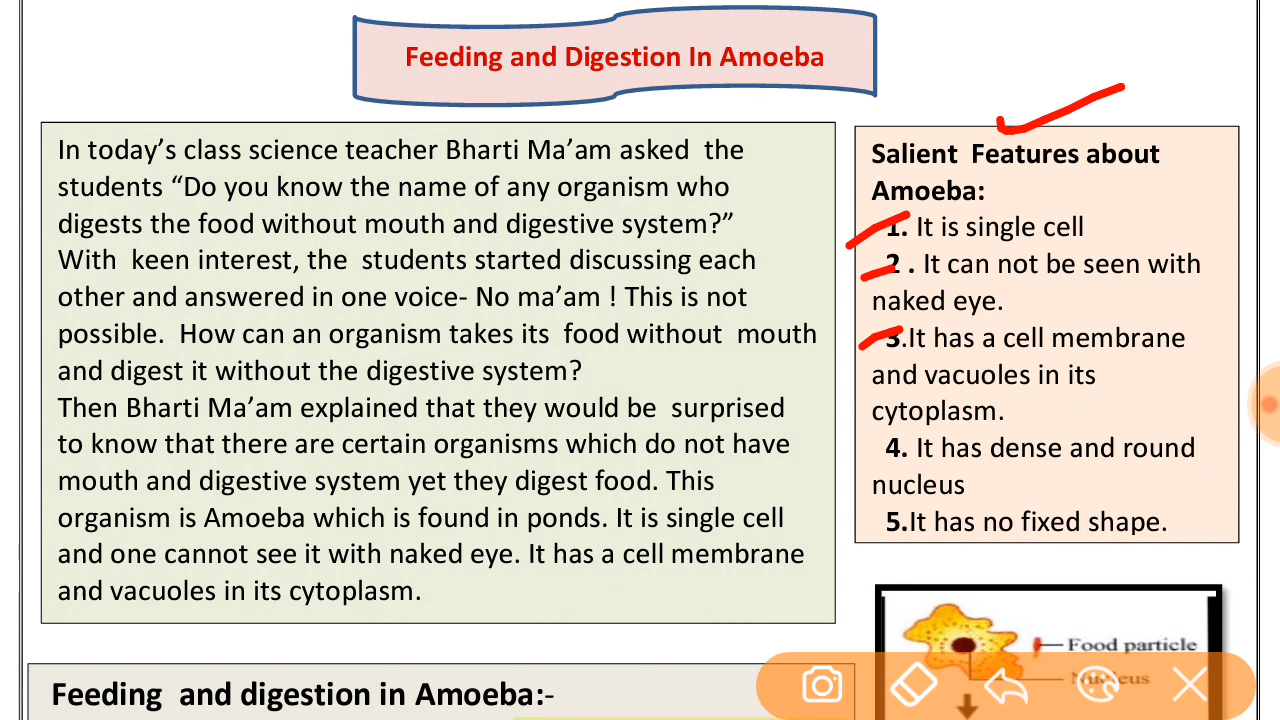 Feeding and Digestion In Amoeba
In today’s class science teacher Bharti Ma’am asked the
students “Do you know the name of any organism who
digests the food without mouth and digestive system?”
With keen interest, the students started discussing each
other and answered in one voice- No ma’am ! This is not
possible. How can an organism takes its food without mouth
and digest it without the digestive system?
Then Bharti Ma’am explained that they would be surprised
to know that there are certain organisms which do not have
mouth and digestive system yet they digest food. This
organism is Amoeba which is found in ponds. It is single cell
and one cannot see it with naked eye. It has a cell membrane
and vacuoles in its cytoplasm.
Salient Features about
Amoeba:
1. It is single cell
2 . It can not be seen with
naked eye.
3.It has a cell membrane
and vacuoles in its
cytoplasm.
4. It has dense and round
nucleus
5.It has no fixed shape.
Food particle
Nucleus
Feeding and digestion in Amoeba:-